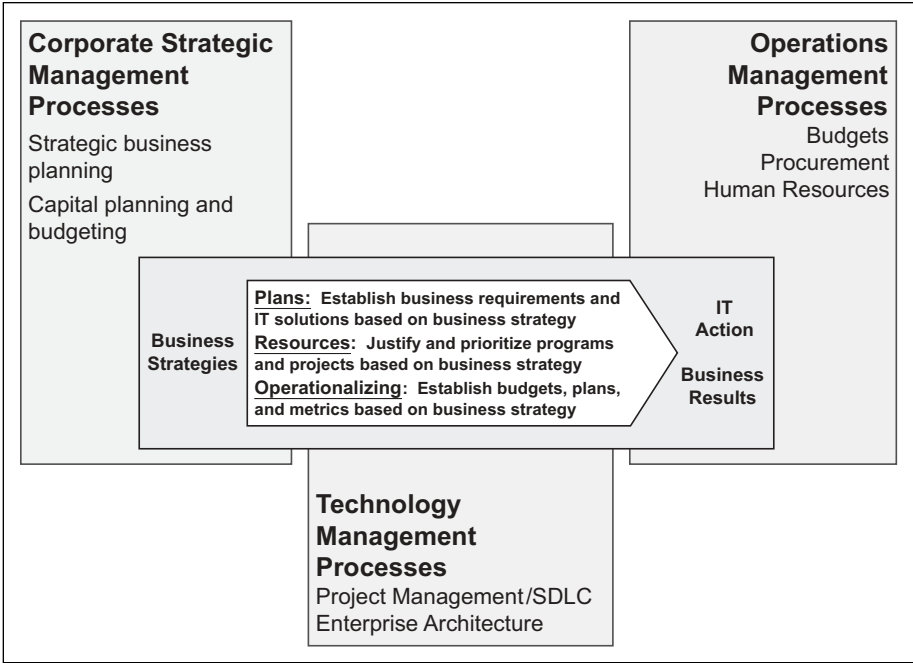 Corporate Strategic
Management
Processes
Strategic business
planning
Capital planning and
budgeting
Operations
Management
Processes
Budgets
Procurement
Human Resources
Business
Strategies
Plans: Establish business requirements and
IT solutions based on business strategy
Resources: Justify and prioritize programs
and projects based on business strategy
Operationalizing: Establish budgets, plans,
and metrics based on business strategy
IT
Action
Business
Results
Technology
Management
Processes
Project Management/SDLC
Enterprise Architecture